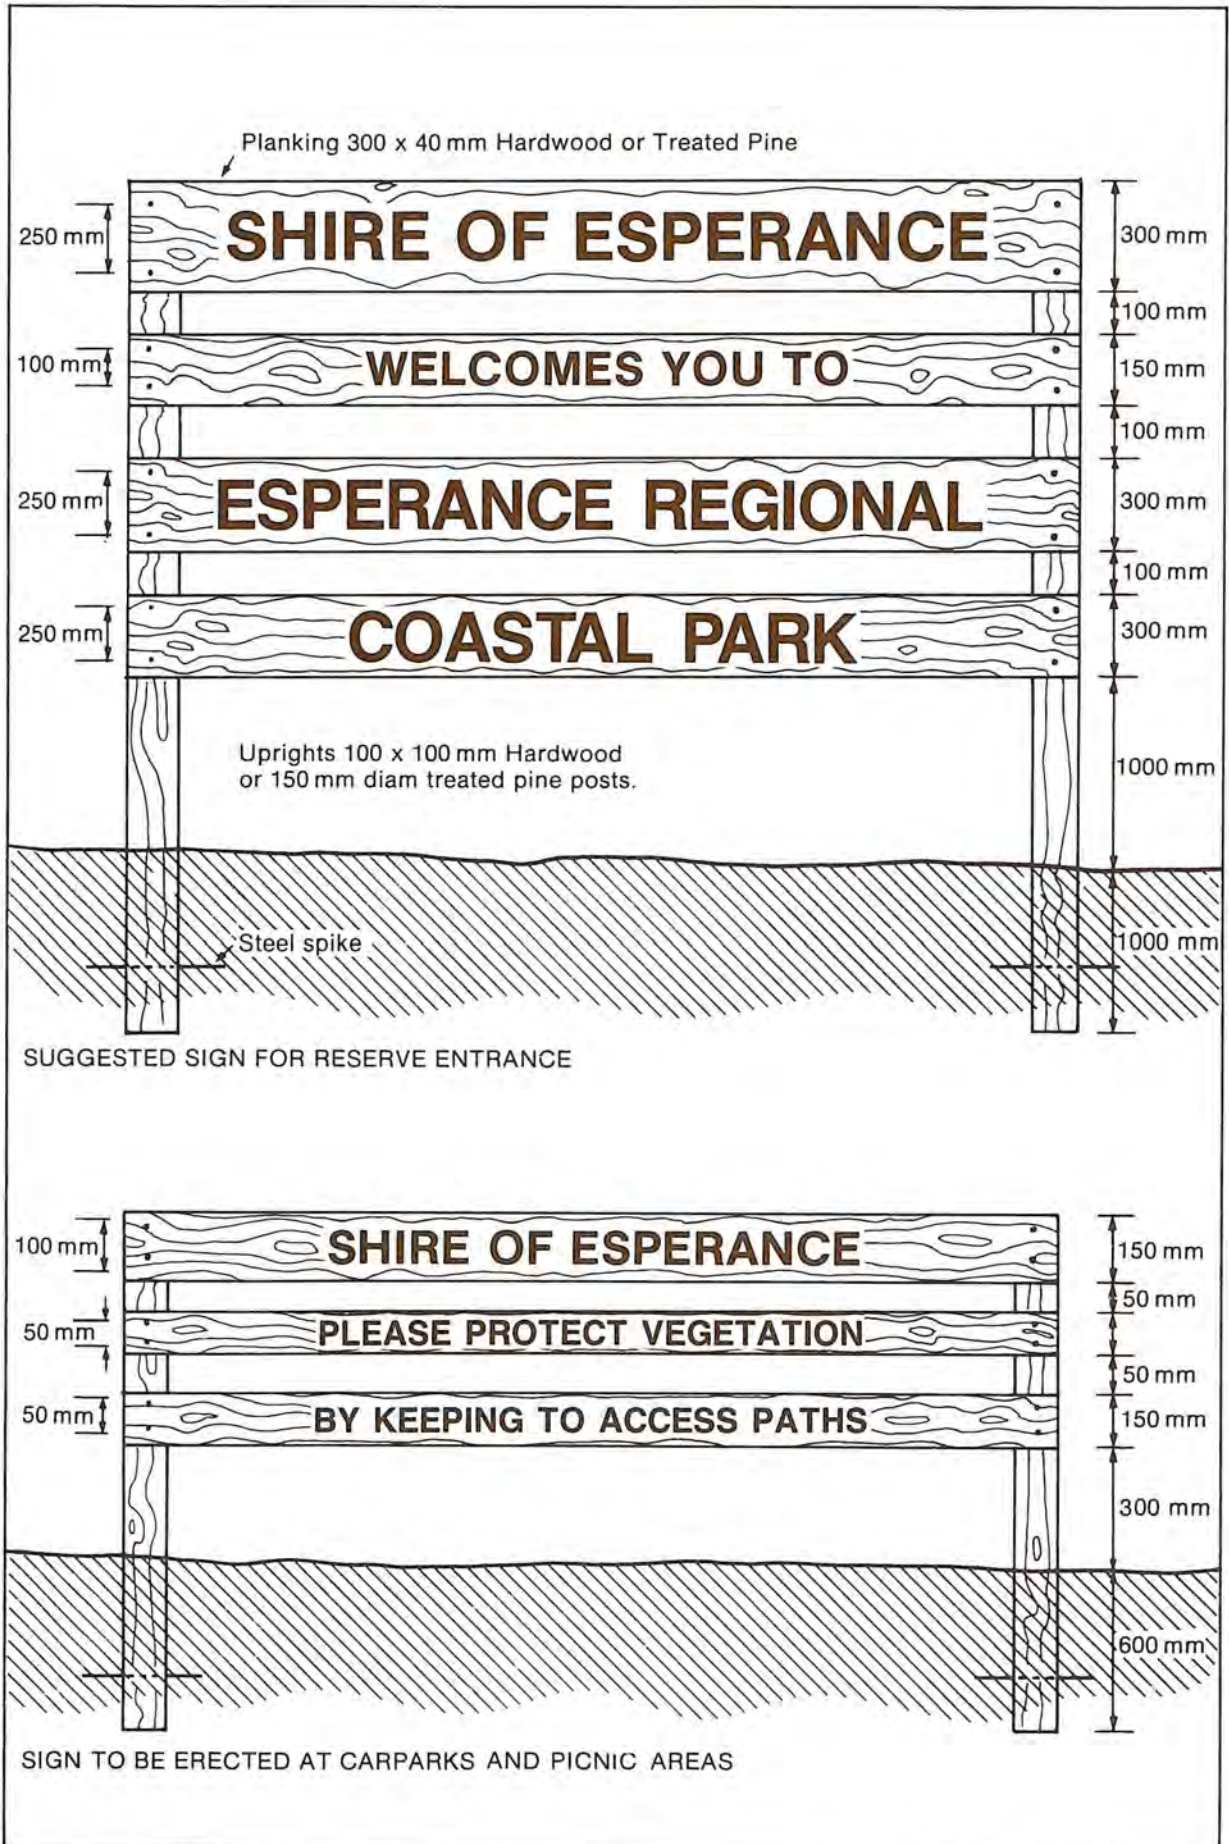 Planking 300 x 40 mm Hardwood or Treated Pine
250 mm
SHIRE OF ESPERANCE
300 mm
100 mm
100 mm
WELCOMES YOU TO
150 mm
100 mm
250 mm
ESPERANCE REGIONAL
300 mm
100 mm
250 mm
COASTAL PARK
300 mm
Uprights 100 x 100 mm Hardwood
or 150 mm diam treated pine posts.
1000 mm
Steel spike
1000 mm
SUGGESTED SIGN FOR RESERVE ENTRANCE
100 mm
SHIRE OF ESPERANCE
150 mm
50 mm
50 mm
PLEASE PROTECT VEGETATION
50 mm
50 mm
BY KEEPING TO ACCESS PATHS
150 mm
300 mm
600 mm
SIGN TO BE ERECTED AT CARPARKS AND PICNIC AREAS